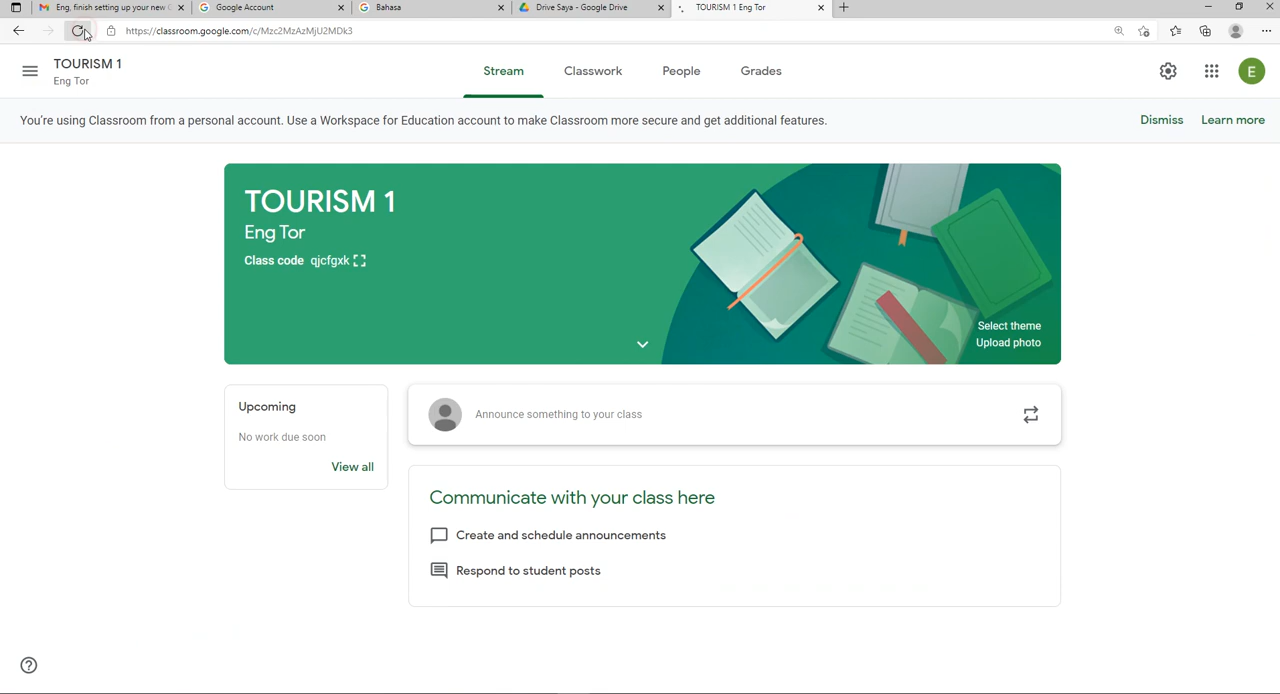 Eng, finish setting up your new G
Google Account
Bahasa
Drive Saya - Google Drive
TOURISM 1 Eng Tor
https://classroom.google.com/c/Mzc2MzAzMjU2MDk3
TOURISM 1
Eng Tor
Stream
Classwork
People
Grades
E
You're using Classroom from a personal account. Use a Workspace for Education account to make Classroom more secure and get additional features.
Dismiss
Learn more
TOURISM 1
Eng Tor
Class code qjcfgxk
Select theme
Upload photo
Upcoming
No work due soon
View all
Announce something to your class
Communicate with your class here
Create and schedule announcements
Respond to student posts